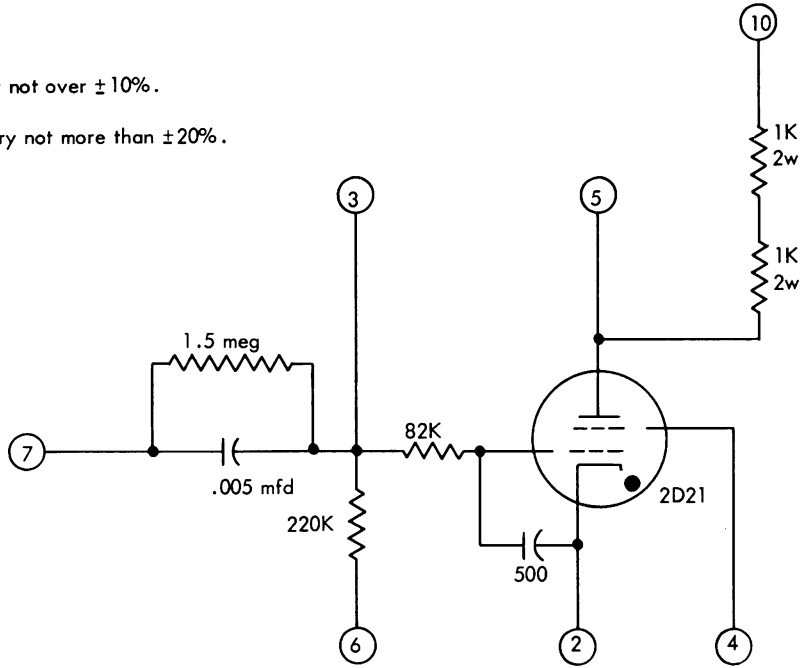 10
not over ±10%.
1K
2w
ry not more than ±20%.
3
5
1K
2w
1.5 meg
7
82K
.005 mfd
2D21
220K
500
6
2
4